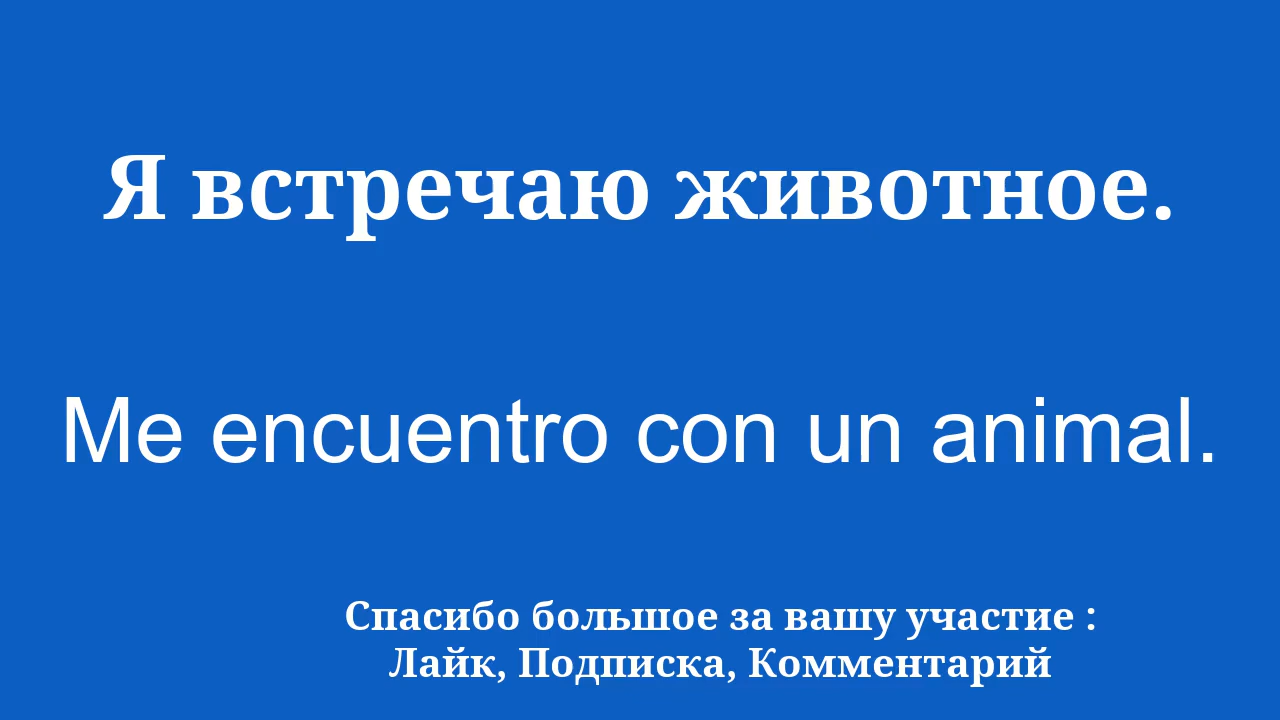 Я встречаю животное.
Me encuentro con un animal.
Спасибо большое за вашу участие :
Лайк, Подписка, Комментарий